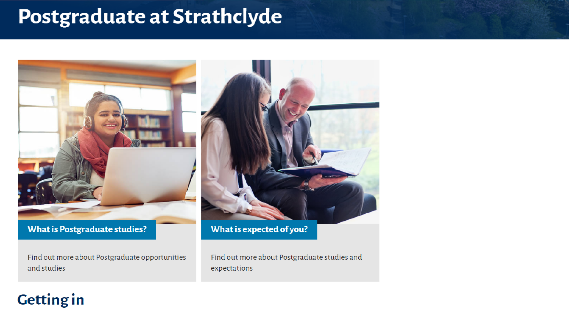 Postgraduate at Strathclyde
What is Postgraduate studies?
Find out more about Postgraduate opportunities
and studies
What is expected of you?
Find out more about Postgraduate studies and
expectations
Getting in